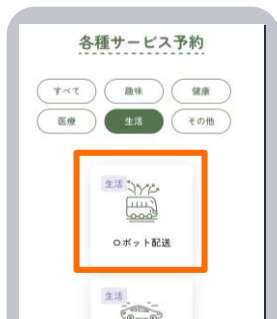 各種サービス予約
すべて 趣味 健康
医療 生活 その他
生活
ロボット配送
生活